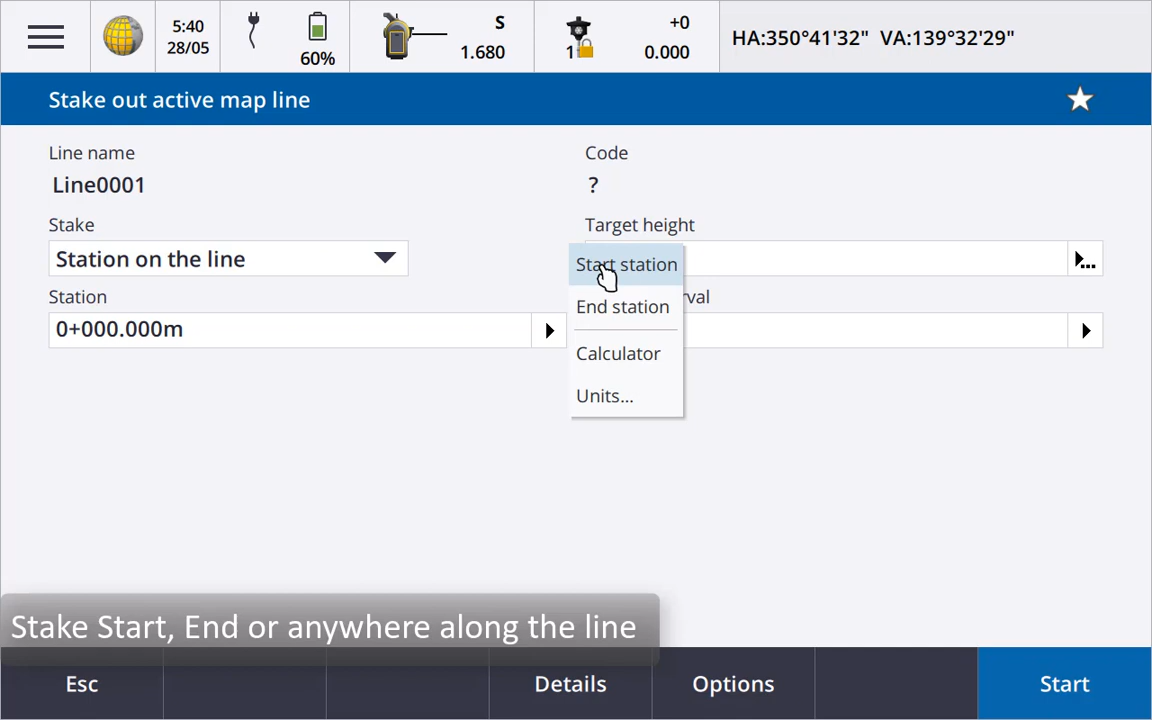 5:40
28/05
60%
S
1.680
+0
1
0.000
HA:350°41'32" VA:139°32'29"
Stake out active map line
Line name
Code
Line0001
?
Stake
Target height
Station on the line
Start station
Station
End station
0+000.000m
Calculator
Units...
Stake Start, End or anywhere along the line
Esc
Details
Options
Start